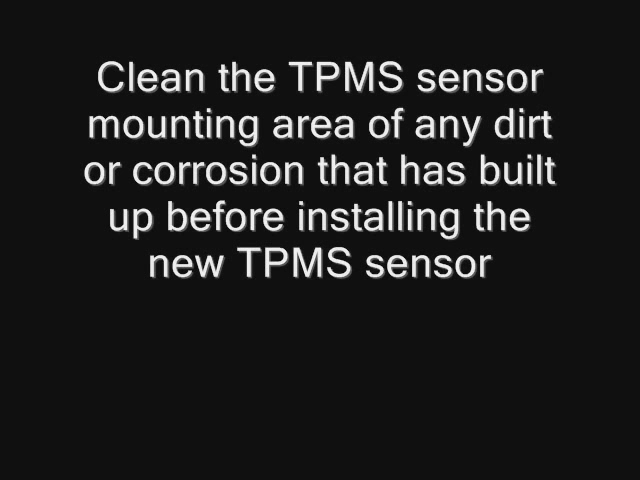 Clean the TPMS sensor
mounting area of any dirt
or corrosion that has built
up before installing the
new TPMS sensor